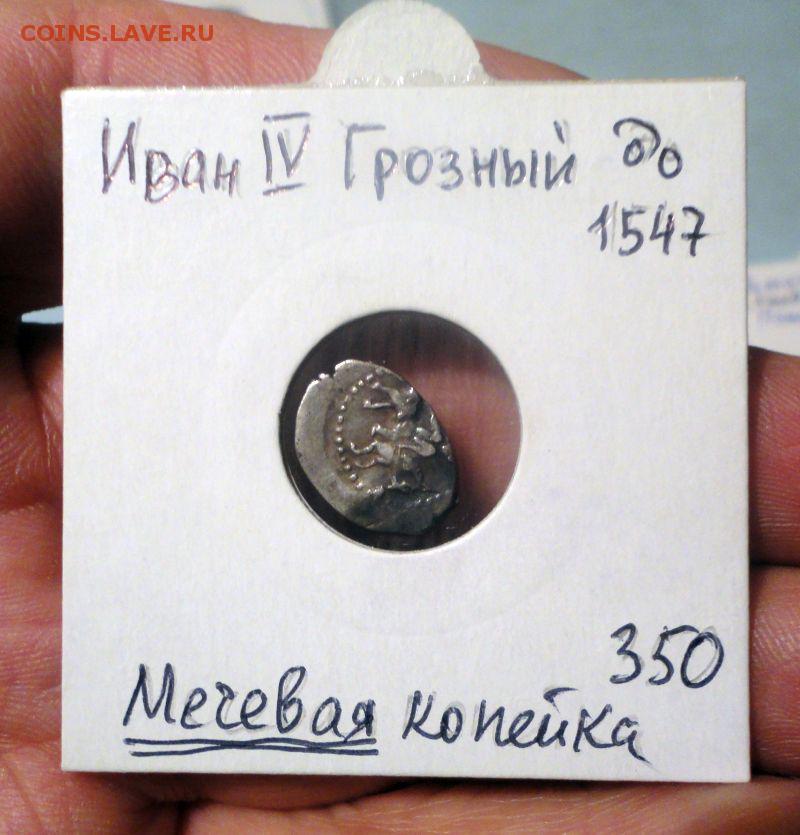 COINS.LAVE.RU
Иван IV Грозный до
1547
350
Мечевая копейка